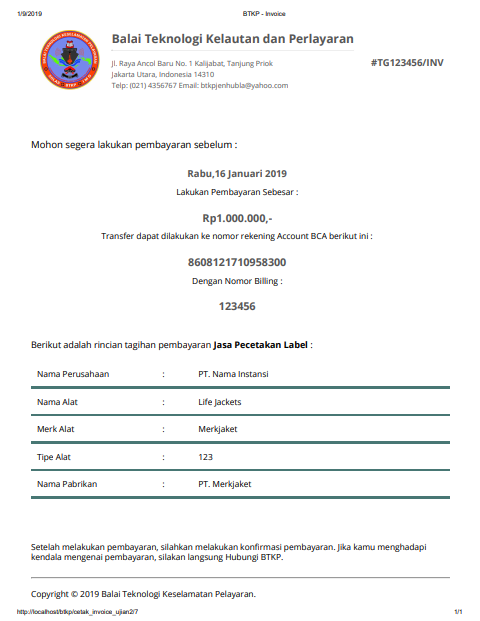 1/9/2019 BTKP - Invoice
Balai Teknologi Kelautan dan Perlayaran
Jl. Raya Ancol Baru No. 1 Kalijabat, Tanjung Priok #TG123456/INV
Jakarta Utara, Indonesia 14310
Telp: (021) 4356767 Email: btkpjenhubla@yahoo.com
Mohon segera lakukan pembayaran sebelum :
Rabu,16 Januari 2019
Lakukan Pembayaran Sebesar :
Rp1.000.000,-
Transfer dapat dilakukan ke nomor rekening Account BCA berikut ini :
8608121710958300
Dengan Nomor Billing :
123456
Berikut adalah rincian tagihan pembayaran Jasa Pecetakan Label :
Nama Perusahaan : PT. Nama Instansi
Nama Alat : Life Jackets
Merk Alat : Merkjaket
Tipe Alat : 123
Nama Pabrikan : PT. Merkjaket
Setelah melakukan pembayaran, silahkan melakukan konfirmasi pembayaran. Jika kamu menghadapi
kendala mengenai pembayaran, silakan langsung Hubungi BTKP.
Copyright © 2019 Balai Teknologi Keselamatan Pelayaran.
http://localhost/btkp/cetak_invoice_ujian2/7 1/1